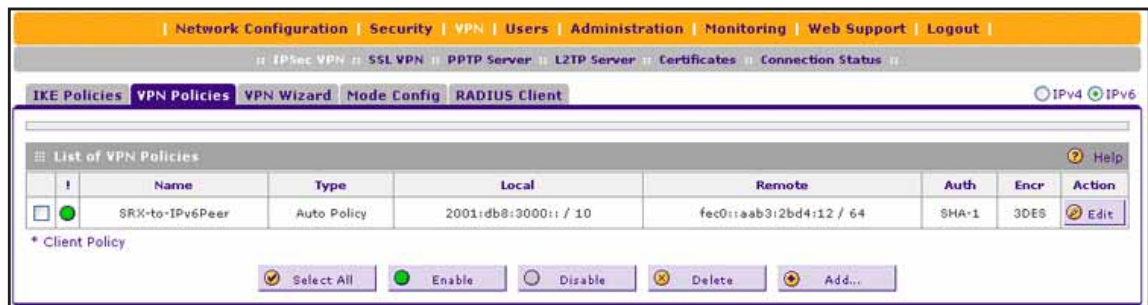 | Network Configuration | Security | VPN | Users | Administration | Monitoring | Web Support | Logout |
:: IPSec VPN :: SSL VPN :: PPTP Server :: L2TP Server :: Certificates :: Connection Status ::
IKE Policies VPN Policies VPN Wizard Mode Config RADIUS Client IPv4 IPv6
List of VPN Policies Help
! Name Type Local Remote Auth Encr Action
SRX-to-IPv6Peer Auto Policy 2001:db8:3000:: / 10 fec0::aab3:2bd4:12 / 64 SHA-1 3DES Edit
* Client Policy
Select All Enable Disable Delete Add...